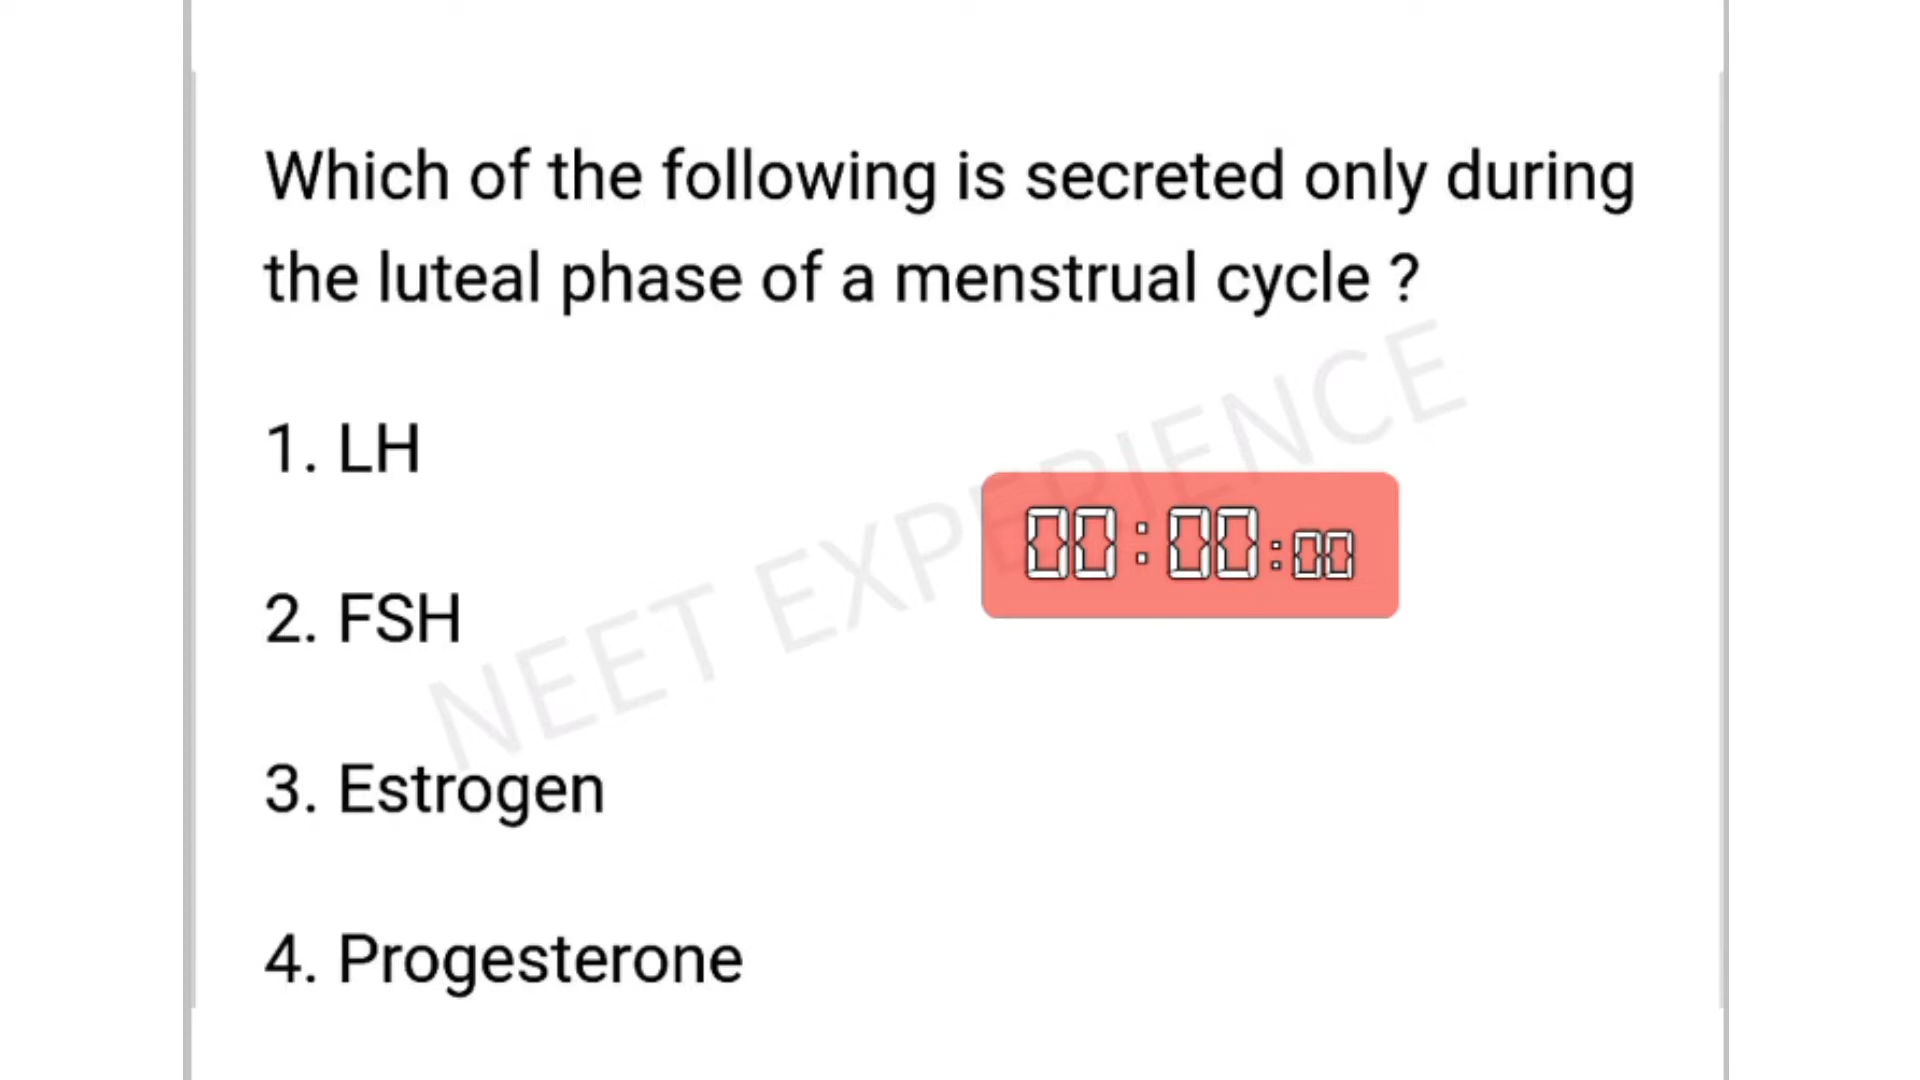 Which of the following is secreted only during
the luteal phase of a menstrual cycle ?
1. LH
NEET EXPERIENCE
00:00:00
2. FSH
3. Estrogen
4. Progesterone